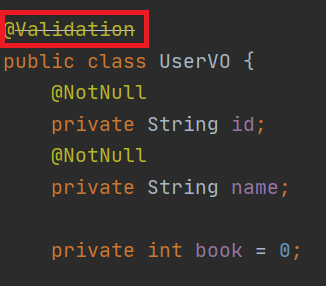 @Validation
public class UserVO {
@NotNull
private String id;
@NotNull
private String name;
private int book = 0;